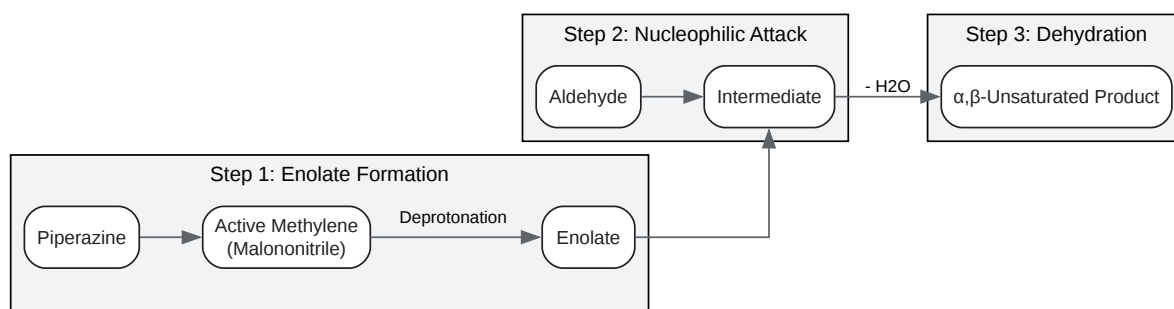 Step 2: Nucleophilic Attack
Step 3: Dehydration
Aldehyde
Intermediate
- H2O
α,β-Unsaturated Product
Step 1: Enolate Formation
Piperazine
Active Methylene
(Malononitrile)
Deprotonation
Enolate